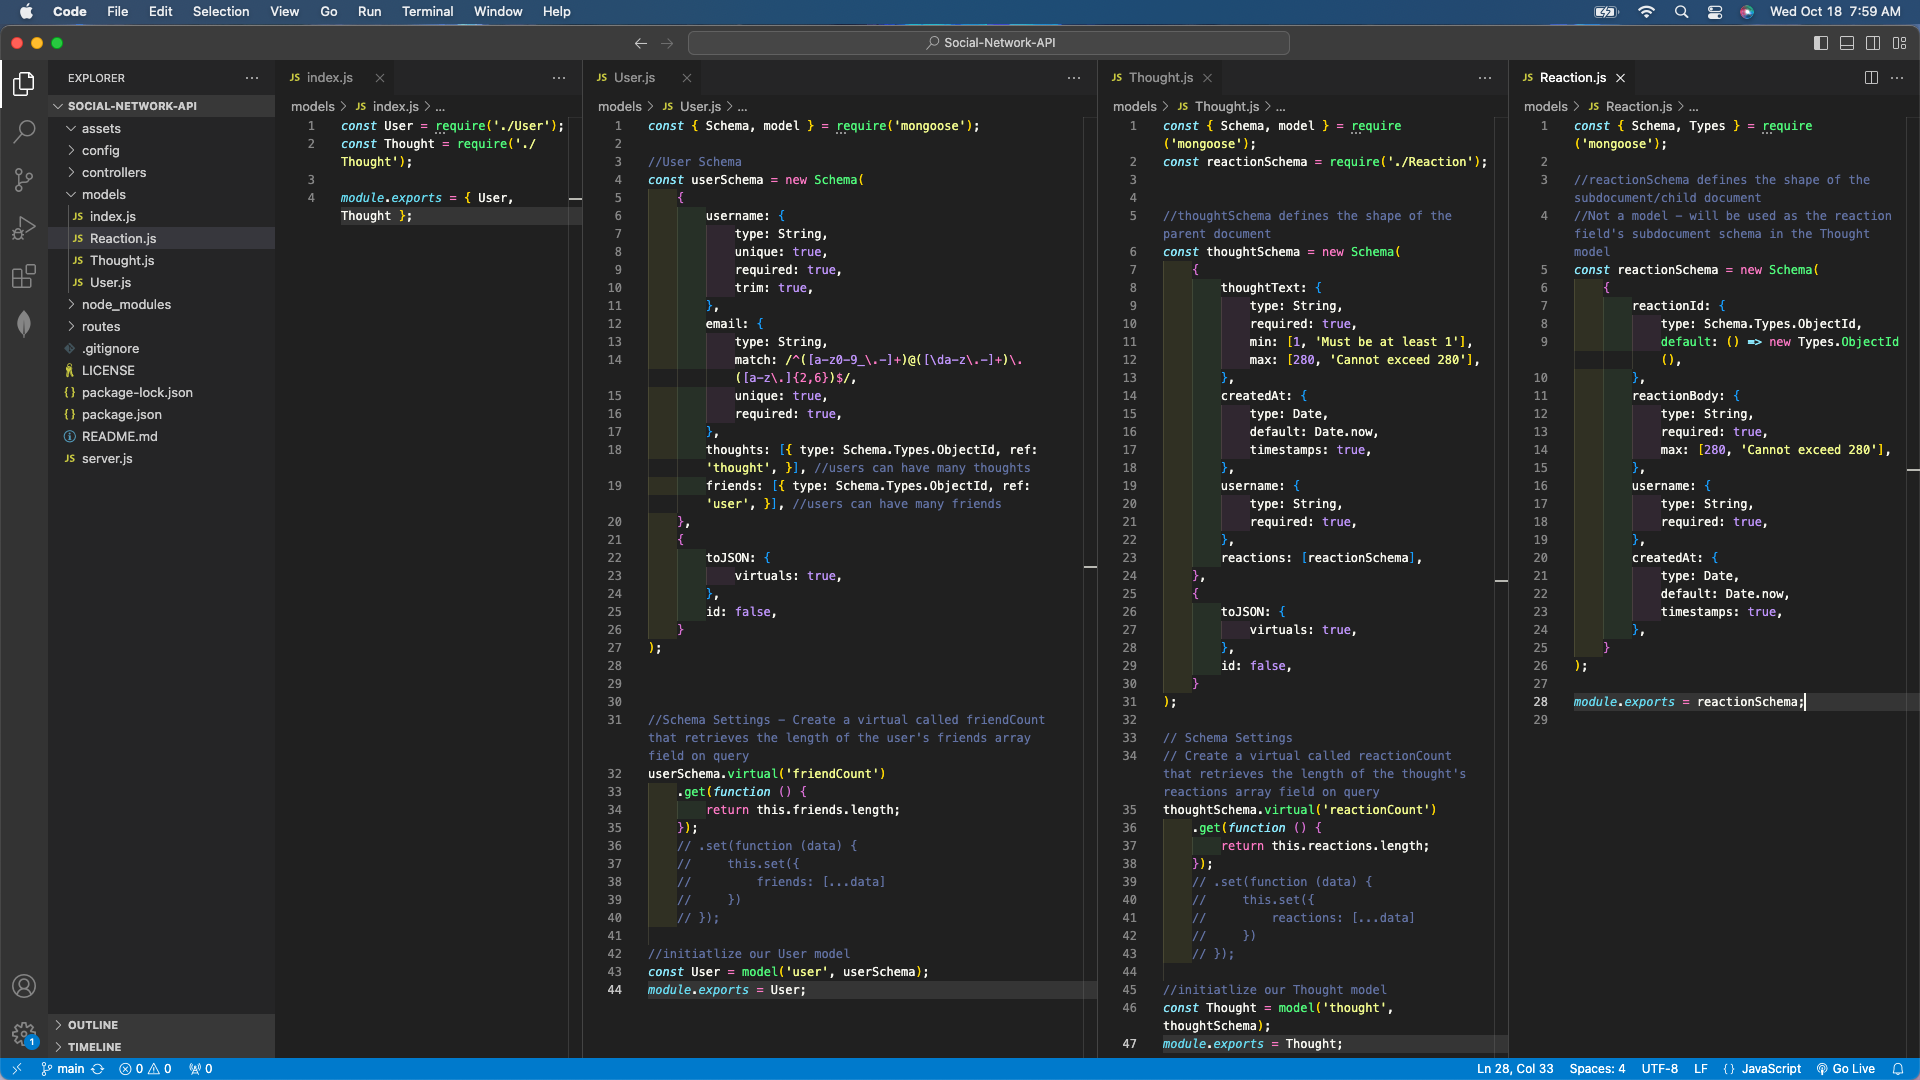 Code File Edit Selection View Go Run Terminal Window Help Wed Oct 18 7:59 AM
Social-Network-API
EXPLORER
SOCIAL-NETWORK-API
assets
config
controllers
models
JS index.js
JS Reaction.js
JS Thought.js
JS User.js
node_modules
routes
.gitignore
LICENSE
{} package-lock.json
{} package.json
README.md
JS server.js
OUTLINE
TIMELINE
1
JS index.js
models > JS index.js > ...
1 const User = require('./User');
2 const Thought = require('./
Thought');
3
4 module.exports = { User,
Thought };
JS User.js
models > JS User.js > ...
1 const { Schema, model } = require('mongoose');
2
3 //User Schema
4 const userSchema = new Schema(
5 {
6 username: {
7 type: String,
8 unique: true,
9 required: true,
10 trim: true,
11 },
12 email: {
13 type: String,
14 match: /^([a-z0-9_\.-]+)@([\da-z\.-]+)\.
([a-z\.]{2,6})$/,
15 unique: true,
16 required: true,
17 },
18 thoughts: [{ type: Schema.Types.ObjectId, ref:
'thought', }], //users can have many thoughts
19 friends: [{ type: Schema.Types.ObjectId, ref:
'user', }], //users can have many friends
20 },
21 {
22 toJSON: {
23 virtuals: true,
24 },
25 id: false,
26 }
27 );
28
29
30
31 //Schema Settings - Create a virtual called friendCount
that retrieves the length of the user's friends array
field on query
32 userSchema.virtual('friendCount')
33 .get(function () {
34 return this.friends.length;
35 });
36 // .set(function (data) {
37 // this.set({
38 // friends: [...data]
39 // })
40 // });
41
42 //initiatlize our User model
43 const User = model('user', userSchema);
44 module.exports = User;
JS Thought.js
models > JS Thought.js > ...
1 const { Schema, model } = require
('mongoose');
2 const reactionSchema = require('./Reaction');
3
4
5 //thoughtSchema defines the shape of the
parent document
6 const thoughtSchema = new Schema(
7 {
8 thoughtText: {
9 type: String,
10 required: true,
11 min: [1, 'Must be at least 1'],
12 max: [280, 'Cannot exceed 280'],
13 },
14 createdAt: {
15 type: Date,
16 default: Date.now,
17 timestamps: true,
18 },
19 username: {
20 type: String,
21 required: true,
22 },
23 reactions: [reactionSchema],
24 },
25 {
26 toJSON: {
27 virtuals: true,
28 },
29 id: false,
30 }
31 );
32
33 // Schema Settings
34 // Create a virtual called reactionCount
that retrieves the length of the thought's
reactions array field on query
35 thoughtSchema.virtual('reactionCount')
36 .get(function () {
37 return this.reactions.length;
38 });
39 // .set(function (data) {
40 // this.set({
41 // reactions: [...data]
42 // })
43 // });
44
45 //initiatlize our Thought model
46 const Thought = model('thought',
thoughtSchema);
47 module.exports = Thought;
JS Reaction.js
models > JS Reaction.js > ...
1 const { Schema, Types } = require
('mongoose');
2
3 //reactionSchema defines the shape of the
subdocument/child document
4 //Not a model - will be used as the reaction
field's subdocument schema in the Thought
model
5 const reactionSchema = new Schema(
6 {
7 reactionId: {
8 type: Schema.Types.ObjectId,
9 default: () => new Types.ObjectId
(),
10 },
11 reactionBody: {
12 type: String,
13 required: true,
14 max: [280, 'Cannot exceed 280'],
15 },
16 username: {
17 type: String,
18 required: true,
19 },
20 createdAt: {
21 type: Date,
22 default: Date.now,
23 timestamps: true,
24 },
25 }
26 );
27
28 module.exports = reactionSchema;
29
main 0 0 0 Ln 28, Col 33 Spaces: 4 UTF-8 LF {} JavaScript Go Live